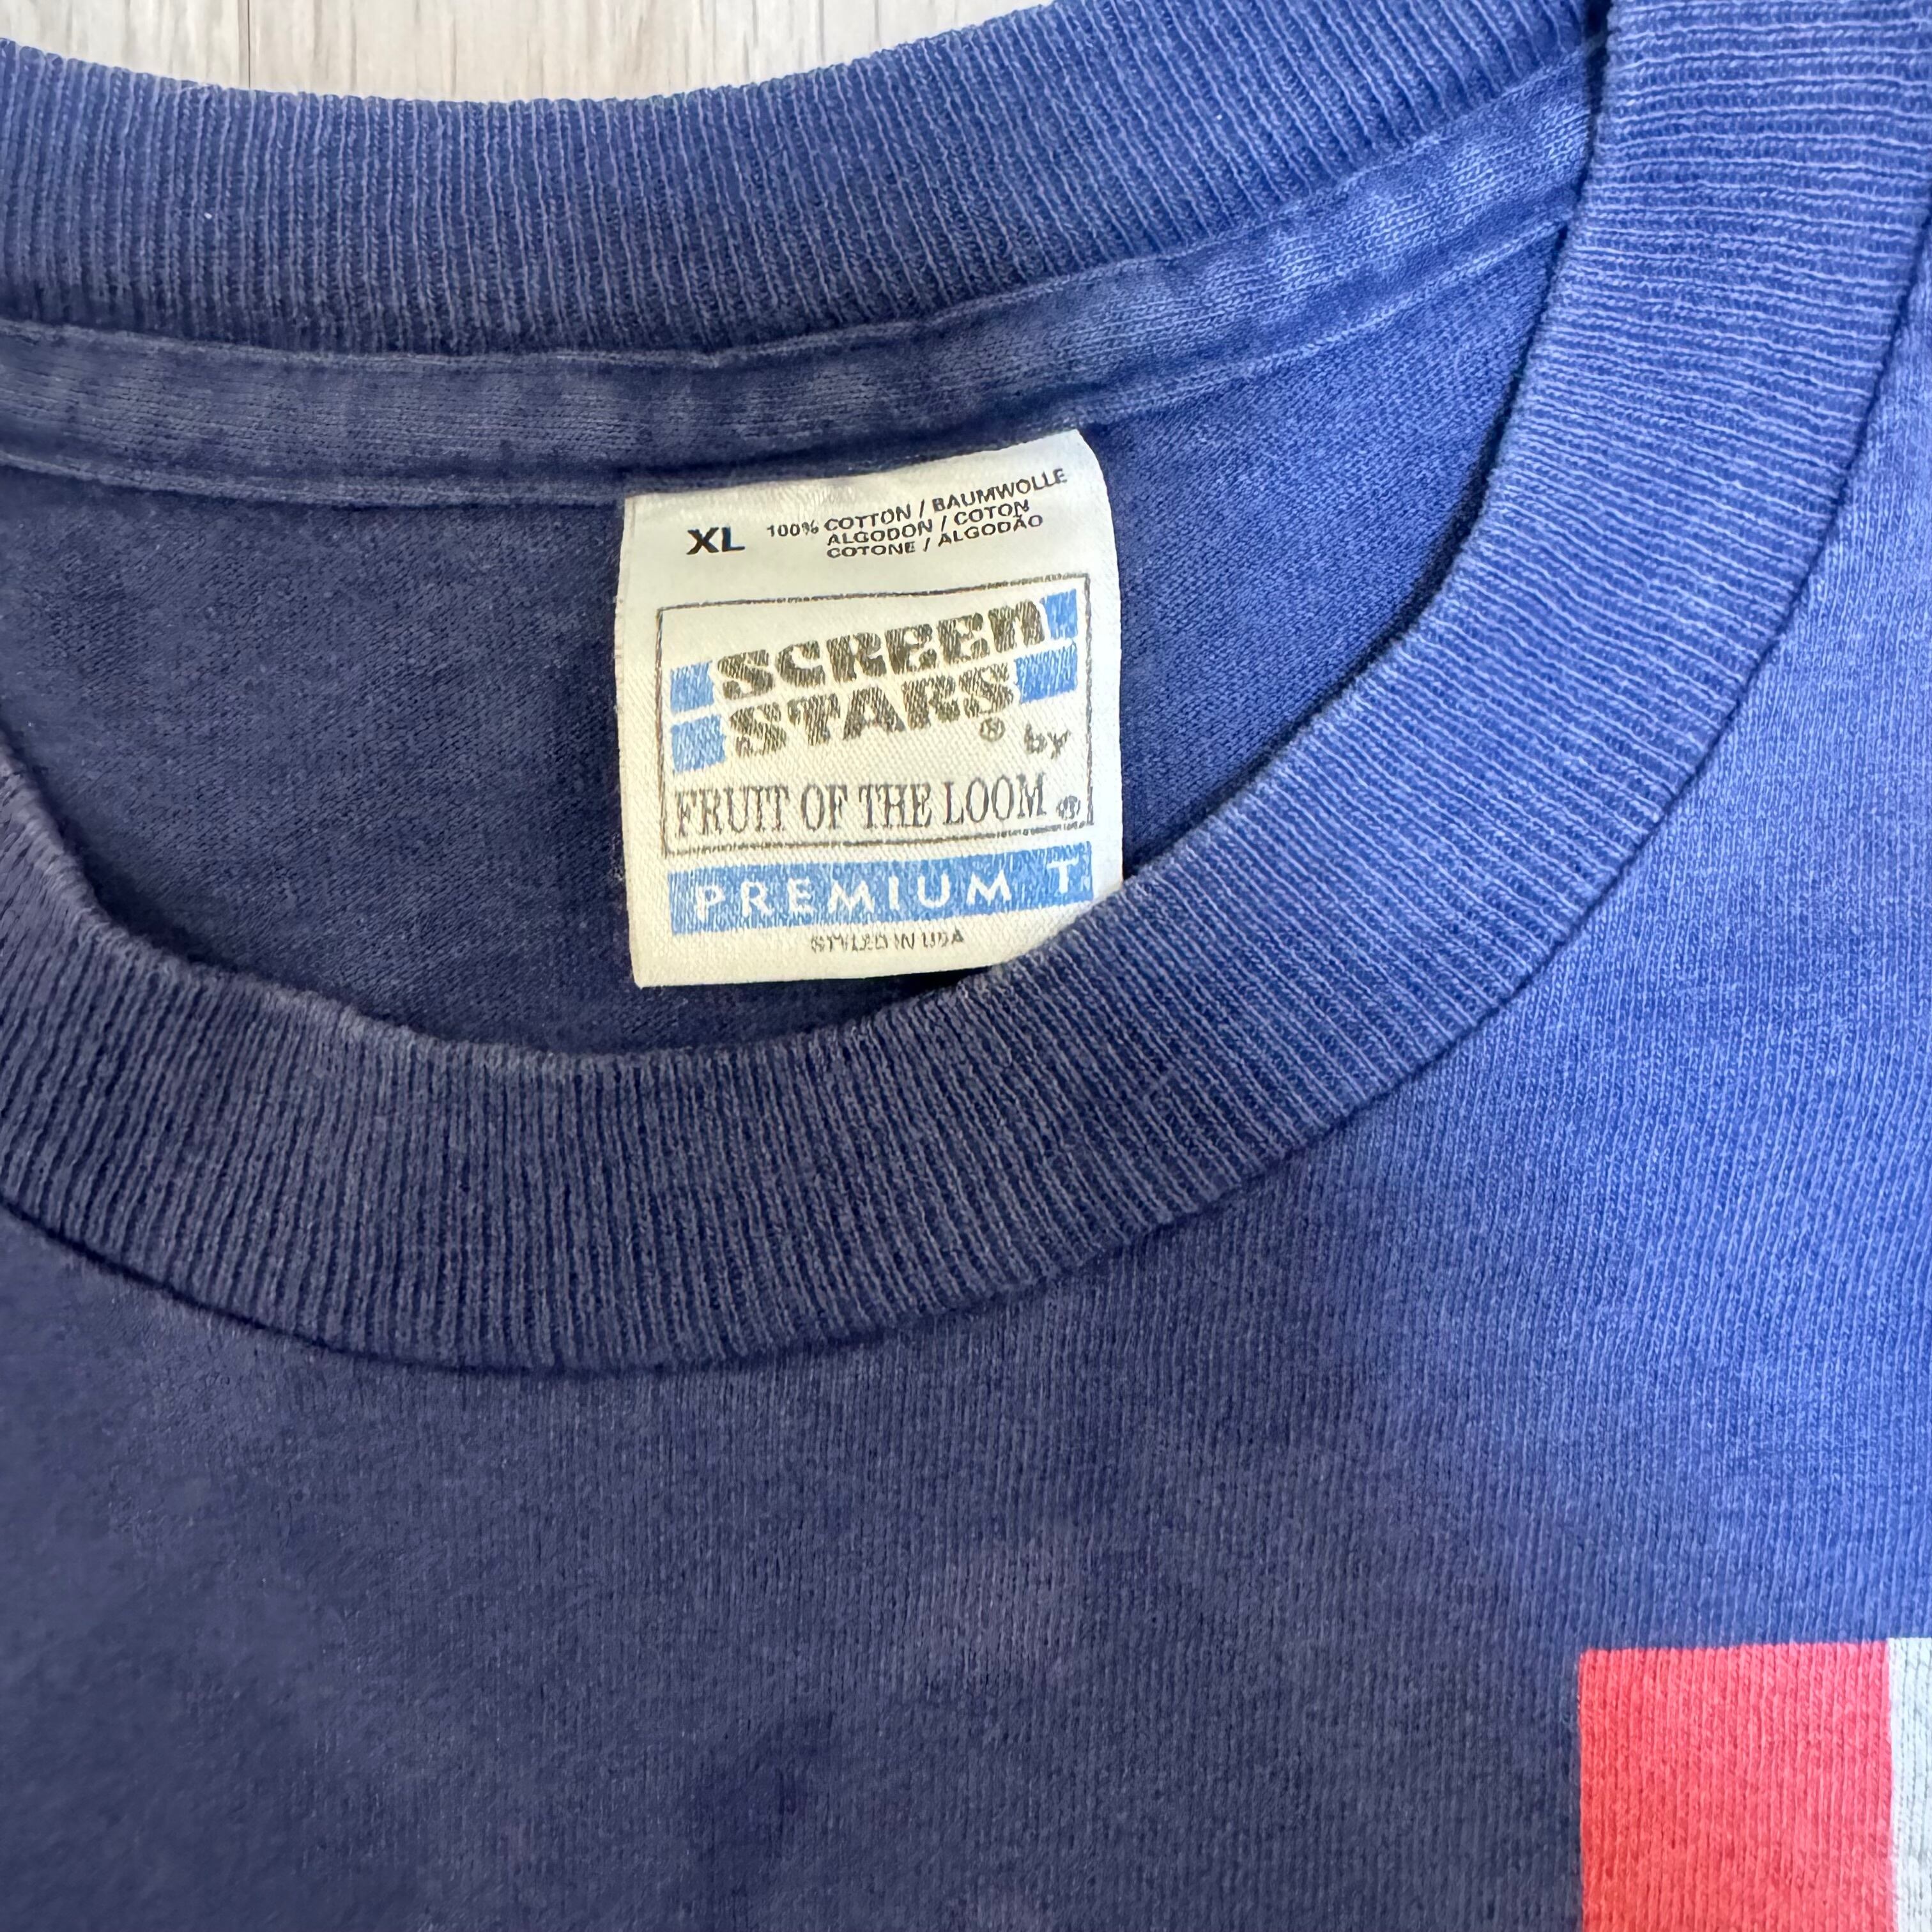 XL 100% COTTON / BAUMWOLLE
ALGODON / COTON
COTONE / ALGODÃO
SCREEN
STARS® by
FRUIT OF THE LOOM®
PREMIUM T
STYLED IN USA